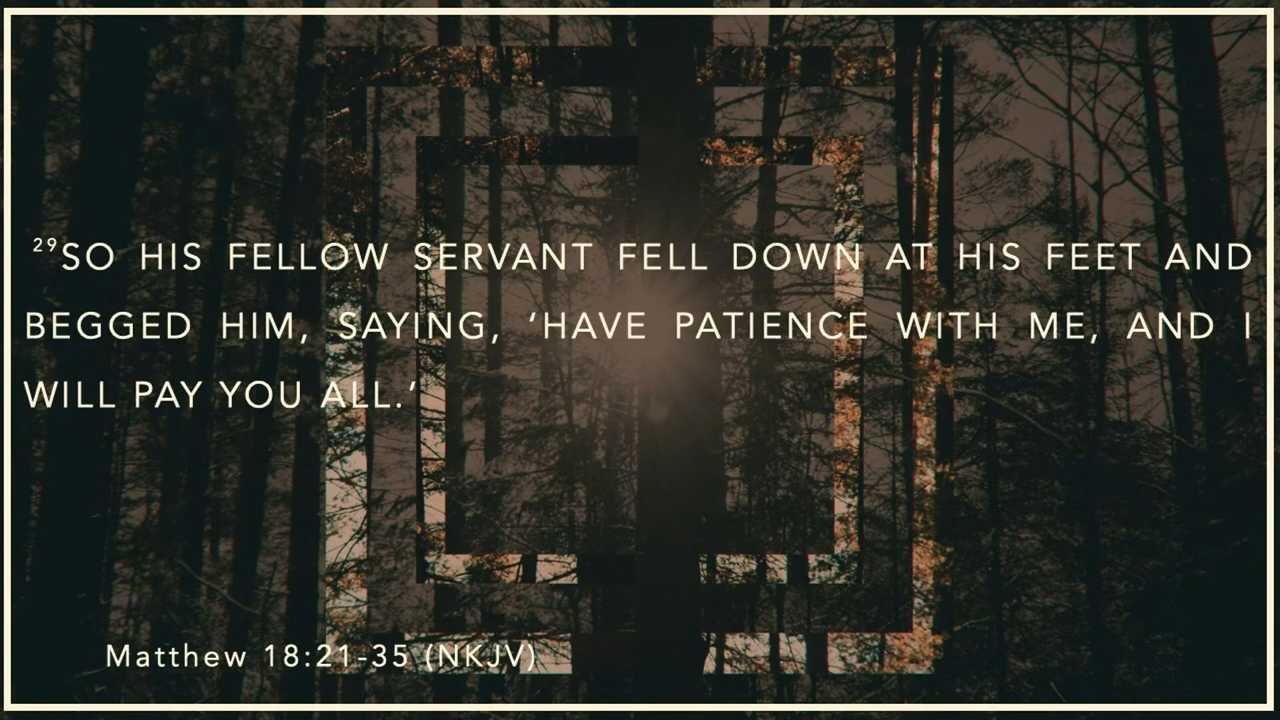 ²⁹SO HIS FELLOW SERVANT FELL DOWN AT HIS FEET AND
BEGGED HIM, SAYING, ‘HAVE PATIENCE WITH ME, AND I
WILL PAY YOU ALL.’
Matthew 18:21-35 (NKJV)